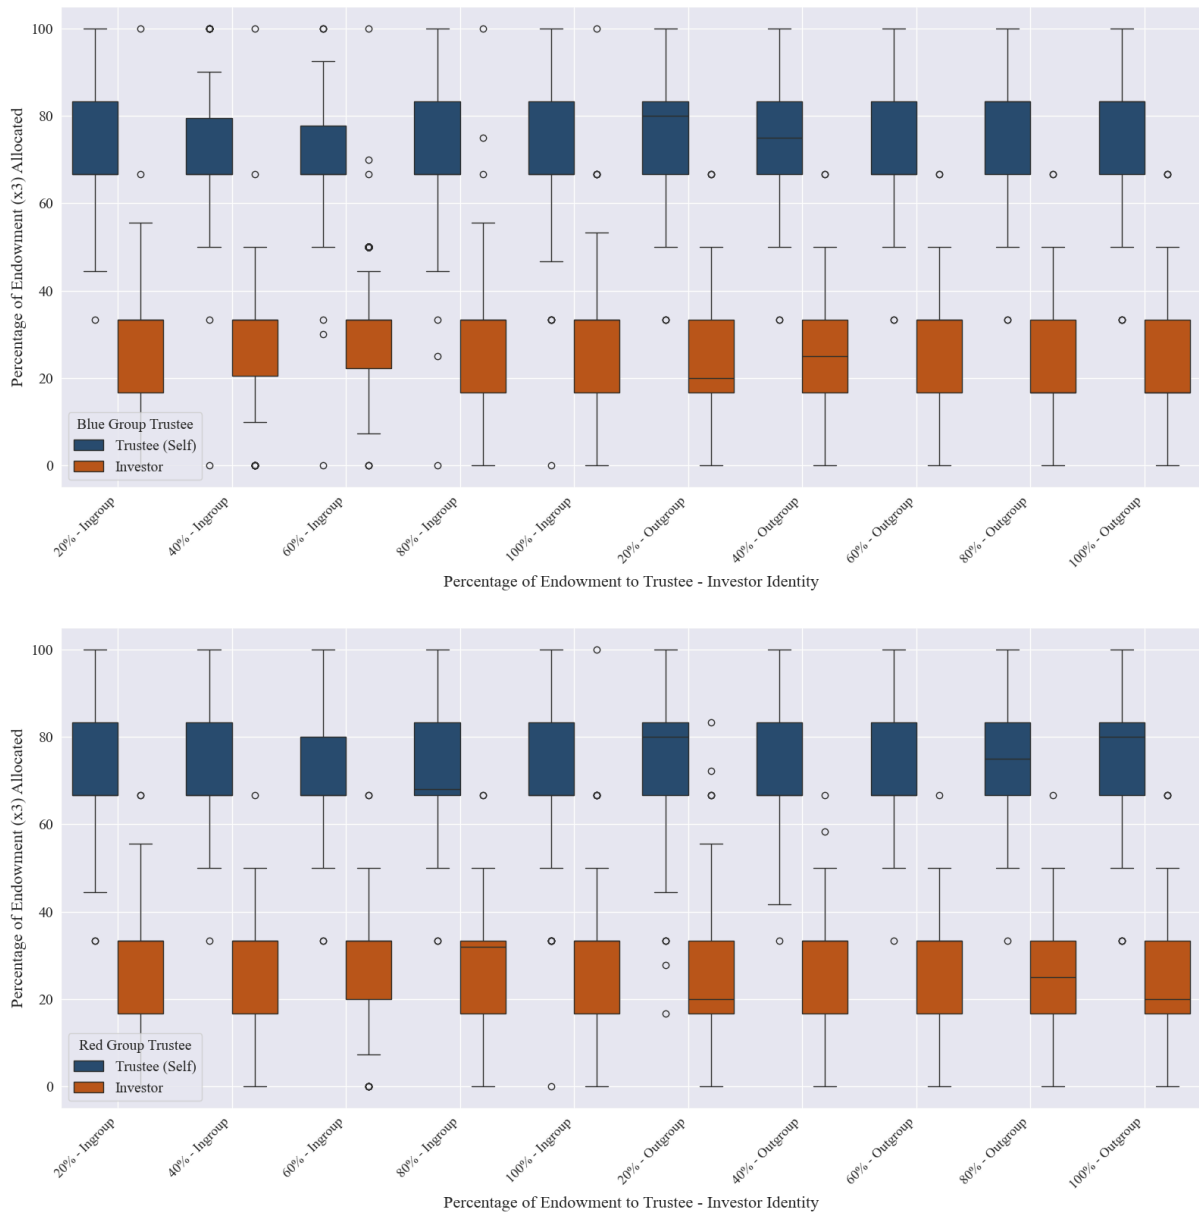 100
80
60
40
20
0
Percentage of Endowment (x3) Allocated
Blue Group Trustee
Trustee (Self)
Investor
20% - Ingroup
40% - Ingroup
60% - Ingroup
80% - Ingroup
100% - Ingroup
20% - Outgroup
40% - Outgroup
60% - Outgroup
80% - Outgroup
100% - Outgroup
Percentage of Endowment to Trustee - Investor Identity
100
80
60
40
20
0
Percentage of Endowment (x3) Allocated
Red Group Trustee
Trustee (Self)
Investor
20% - Ingroup
40% - Ingroup
60% - Ingroup
80% - Ingroup
100% - Ingroup
20% - Outgroup
40% - Outgroup
60% - Outgroup
80% - Outgroup
100% - Outgroup
Percentage of Endowment to Trustee - Investor Identity